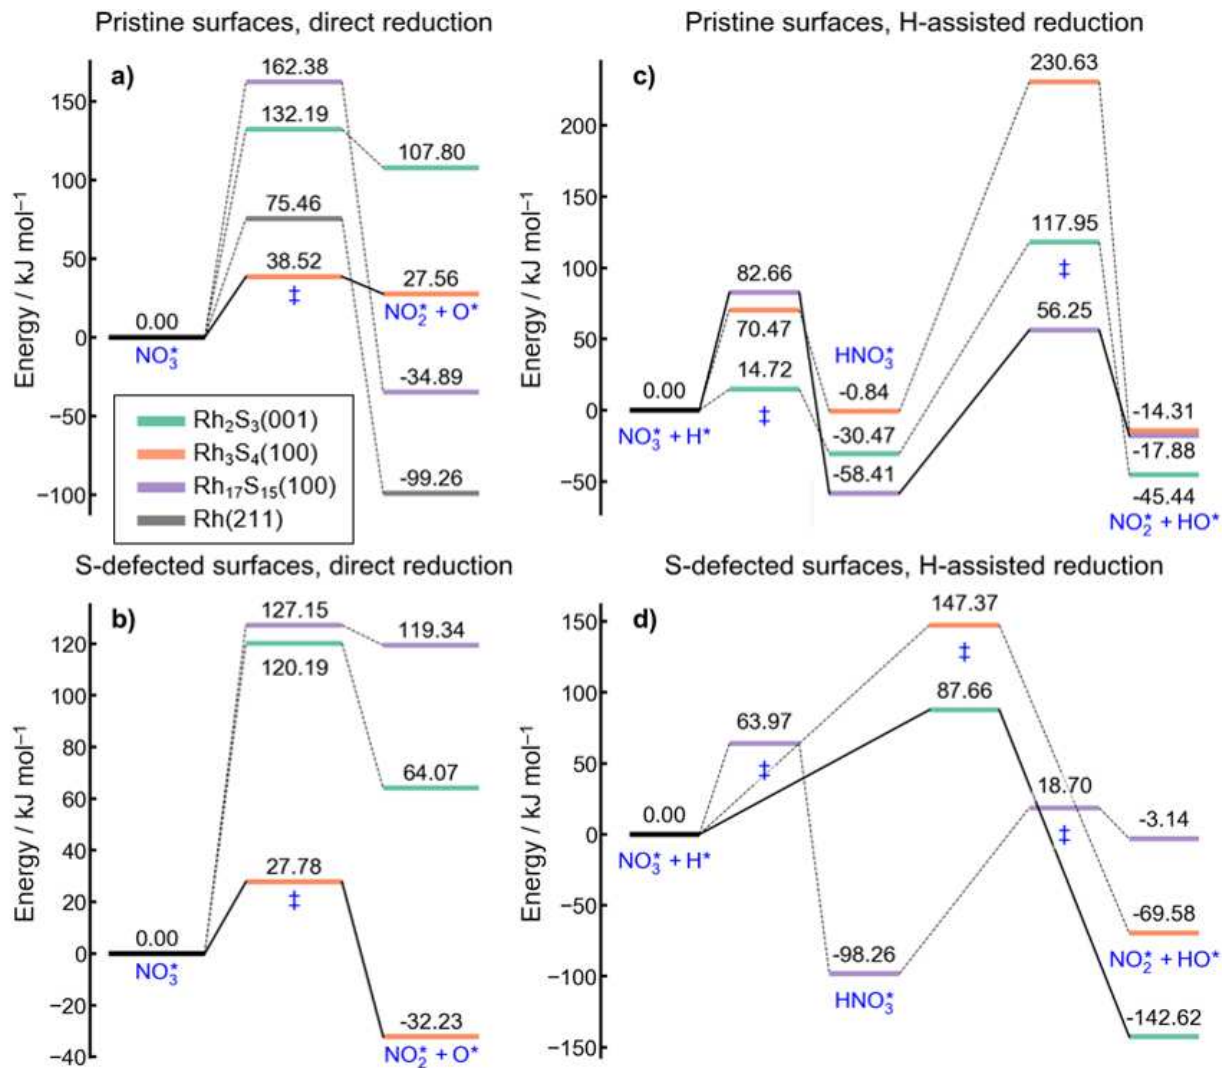 Pristine surfaces, direct reduction
a)
Energy / kJ mol⁻¹
150
100
50
0
−50
−100
162.38
132.19
107.80
75.46
38.52
‡
27.56
NO₂* + O*
0.00
NO₃*
-34.89
-99.26
Rh₂S₃(001)
Rh₃S₄(100)
Rh₁₇S₁₅(100)
Rh(211)
Pristine surfaces, H-assisted reduction
c)
Energy / kJ mol⁻¹
200
150
100
50
0
−50
230.63
117.95
‡
82.66
70.47
56.25
HNO₃*
14.72
‡
0.00
NO₃* + H*
-0.84
-30.47
-58.41
-14.31
-17.88
-45.44
NO₂* + HO*
S-defected surfaces, direct reduction
b)
Energy / kJ mol⁻¹
120
100
80
60
40
20
0
−20
−40
127.15
120.19
119.34
64.07
27.78
‡
0.00
NO₃*
-32.23
NO₂* + O*
S-defected surfaces, H-assisted reduction
d)
Energy / kJ mol⁻¹
150
100
50
0
−50
−100
−150
147.37
‡
87.66
63.97
‡
18.70
‡
0.00
NO₃* + H*
-3.14
-69.58
NO₂* + HO*
-98.26
HNO₃*
-142.62